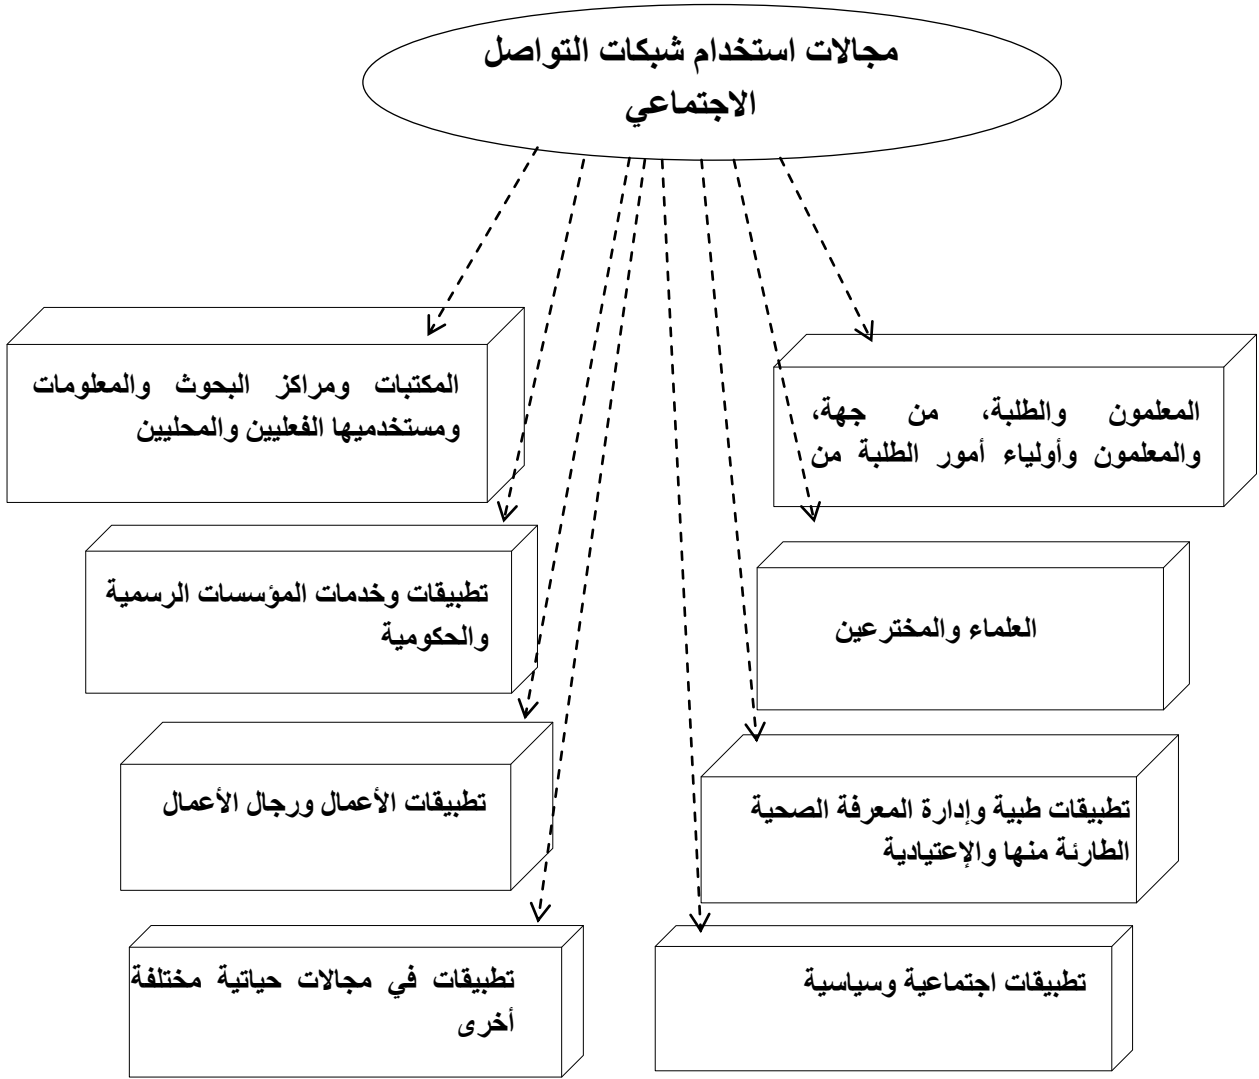 مجالات استخدام شبكات التواصل
الاجتماعي
المعلمون والطلبة، من جهة،
والمعلمون وأولياء أمور الطلبة من
المكتبات ومراكز البحوث والمعلومات
ومستخدميها الفعليين والمحليين
العلماء والمخترعين
تطبيقات وخدمات المؤسسات الرسمية
والحكومية
تطبيقات طبية وإدارة المعرفة الصحية
الطارئة منها والإعتيادية
تطبيقات الأعمال ورجال الأعمال
تطبيقات اجتماعية وسياسية
تطبيقات في مجالات حياتية مختلفة
أخرى